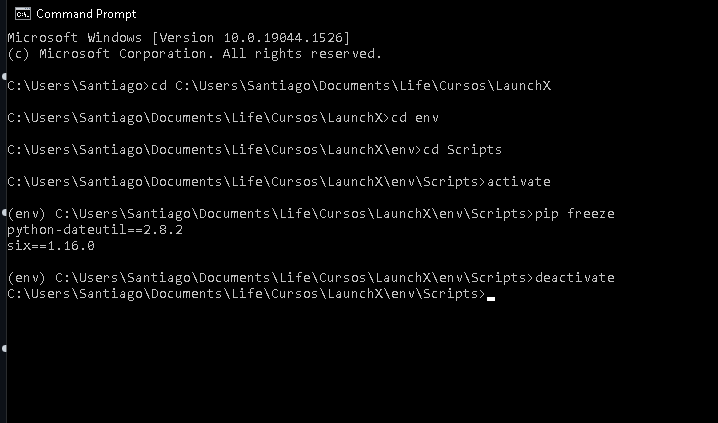 Command Prompt
Microsoft Windows [Version 10.0.19044.1526]
(c) Microsoft Corporation. All rights reserved.
C:\Users\Santiago>cd C:\Users\Santiago\Documents\Life\Cursos\LaunchX
C:\Users\Santiago\Documents\Life\Cursos\LaunchX>cd env
C:\Users\Santiago\Documents\Life\Cursos\LaunchX\env>cd Scripts
C:\Users\Santiago\Documents\Life\Cursos\LaunchX\env\Scripts>activate
(env) C:\Users\Santiago\Documents\Life\Cursos\LaunchX\env\Scripts>pip freeze
python-dateutil==2.8.2
six==1.16.0
(env) C:\Users\Santiago\Documents\Life\Cursos\LaunchX\env\Scripts>deactivate
C:\Users\Santiago\Documents\Life\Cursos\LaunchX\env\Scripts>